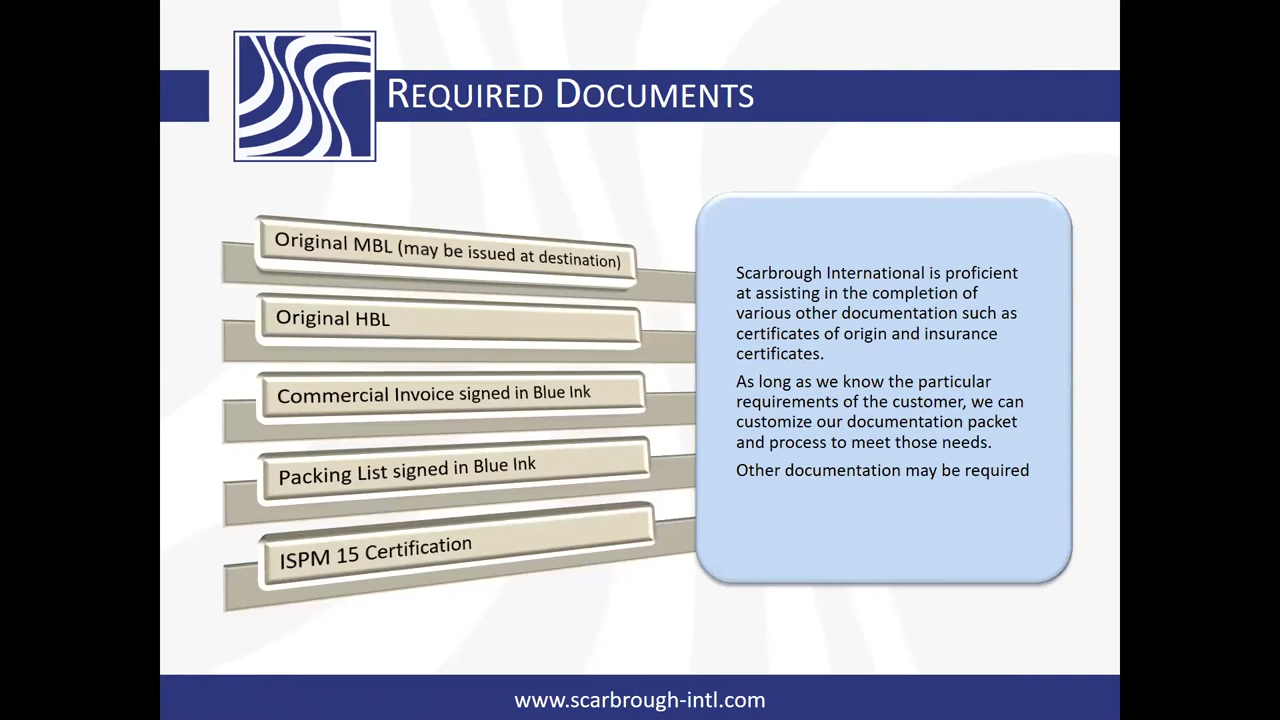 REQUIRED DOCUMENTS
Original MBL (may be issued at destination)
Original HBL
Commercial Invoice signed in Blue Ink
Packing List signed in Blue Ink
ISPM 15 Certification
Scarbrough International is proficient
at assisting in the completion of
various other documentation such as
certificates of origin and insurance
certificates.
As long as we know the particular
requirements of the customer, we can
customize our documentation packet
and process to meet those needs.
Other documentation may be required
www.scarbrough-intl.com